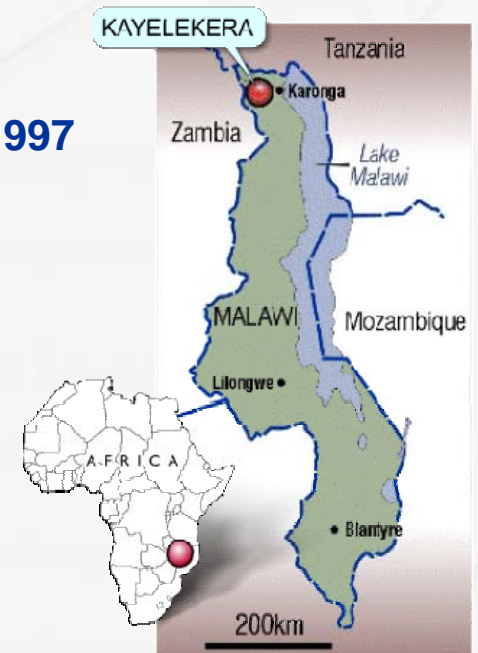 KAYELEKERA
Tanzania
Karonga
997
Zambia
Lake
Malawi
MALAWI
Mozambique
Lilongwe
AFRICA
Blantyre
200km